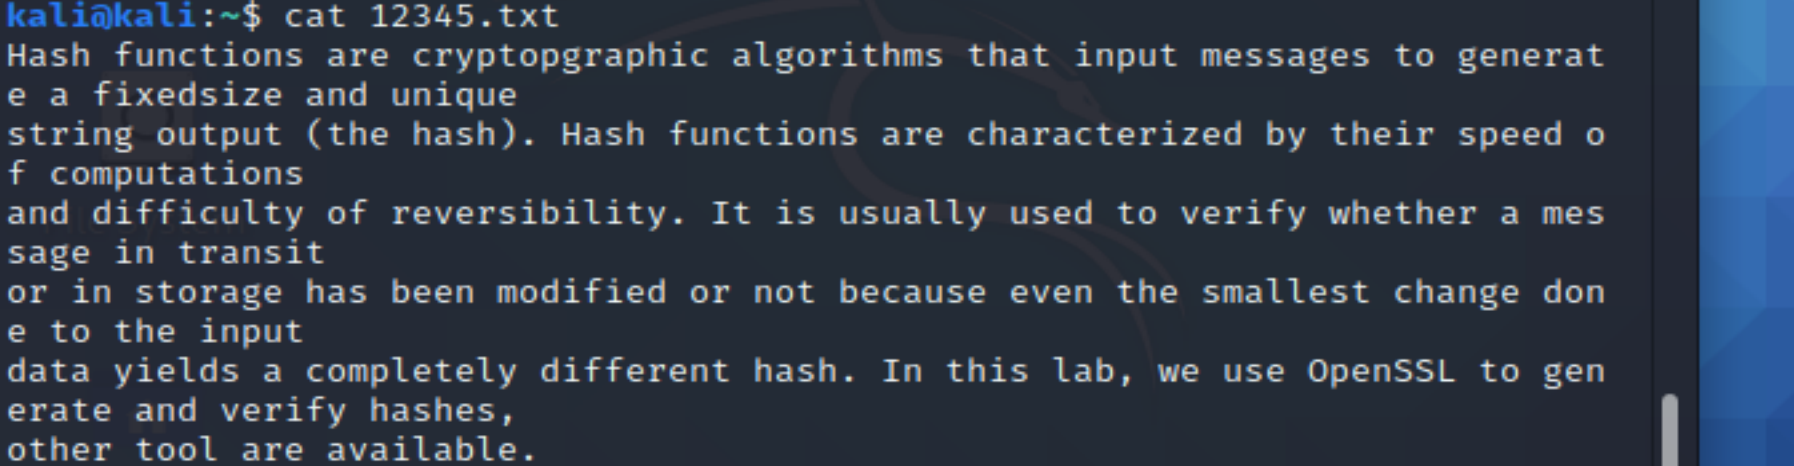 kali@kali:~$ cat 12345.txt
Hash functions are cryptopgraphic algorithms that input messages to generat
e a fixedsize and unique
string output (the hash). Hash functions are characterized by their speed o
f computations
and difficulty of reversibility. It is usually used to verify whether a mes
sage in transit
or in storage has been modified or not because even the smallest change don
e to the input
data yields a completely different hash. In this lab, we use OpenSSL to gen
erate and verify hashes,
other tool are available.